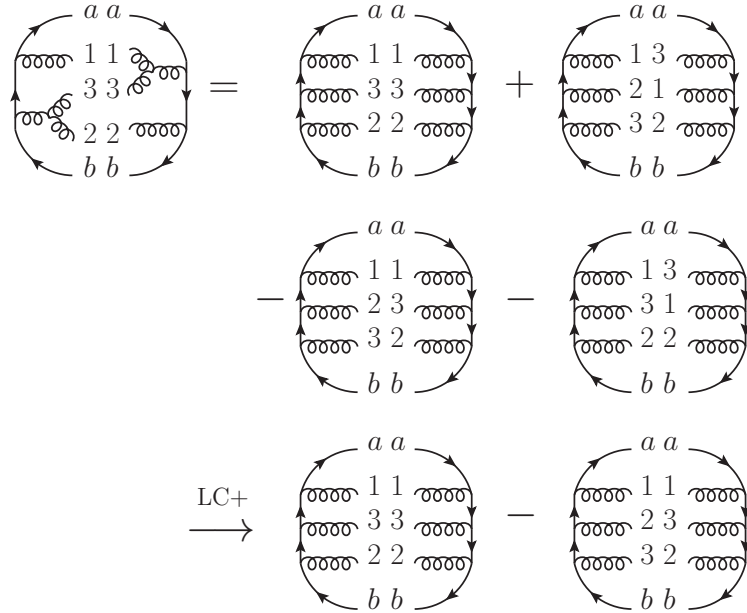 a a a a a a
1 1 1 1 1 3
3 3 = 3 3 + 2 1
2 2 2 2 3 2
b b b b b b
a a a a
1 1 1 3
− 2 3 − 3 1
3 2 2 2
b b b b
a a a a
LC+ 1 1 1 1
⟶ 3 3 − 2 3
2 2 3 2
b b b b